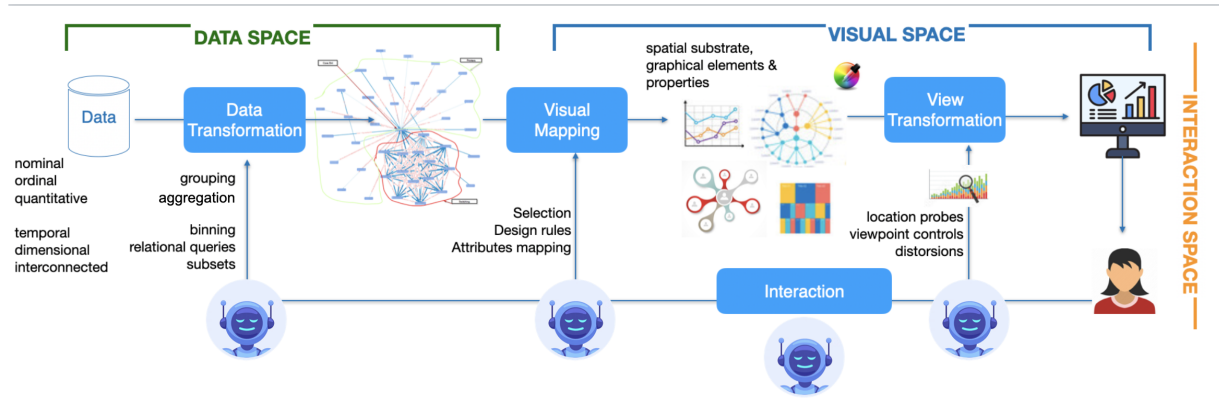 DATA SPACE
VISUAL SPACE
INTERACTION SPACE
Data
nominal
ordinal
quantitative
temporal
dimensional
interconnected
Data
Transformation
grouping
aggregation
binning
relational queries
subsets
Visual
Mapping
Selection
Design rules
Attributes mapping
spatial substrate,
graphical elements &
properties
View
Transformation
location probes
viewpoint controls
distorsions
Interaction